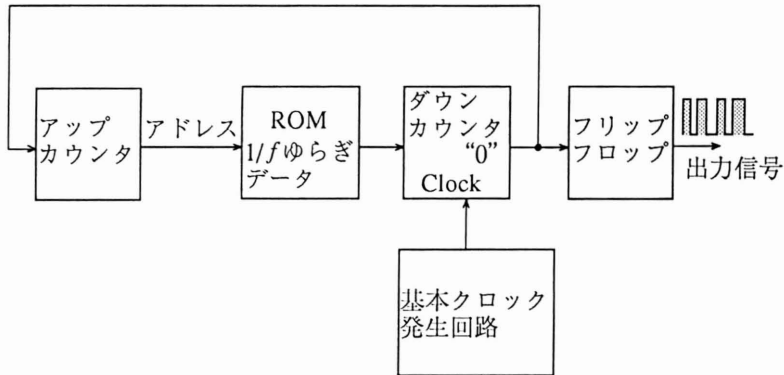 アップ
カウンタ
アドレス
ROM
1/fゆらぎ
データ
ダウン
カウンタ
“0”
Clock
フリップ
フロップ
出力信号
基本クロック
発生回路